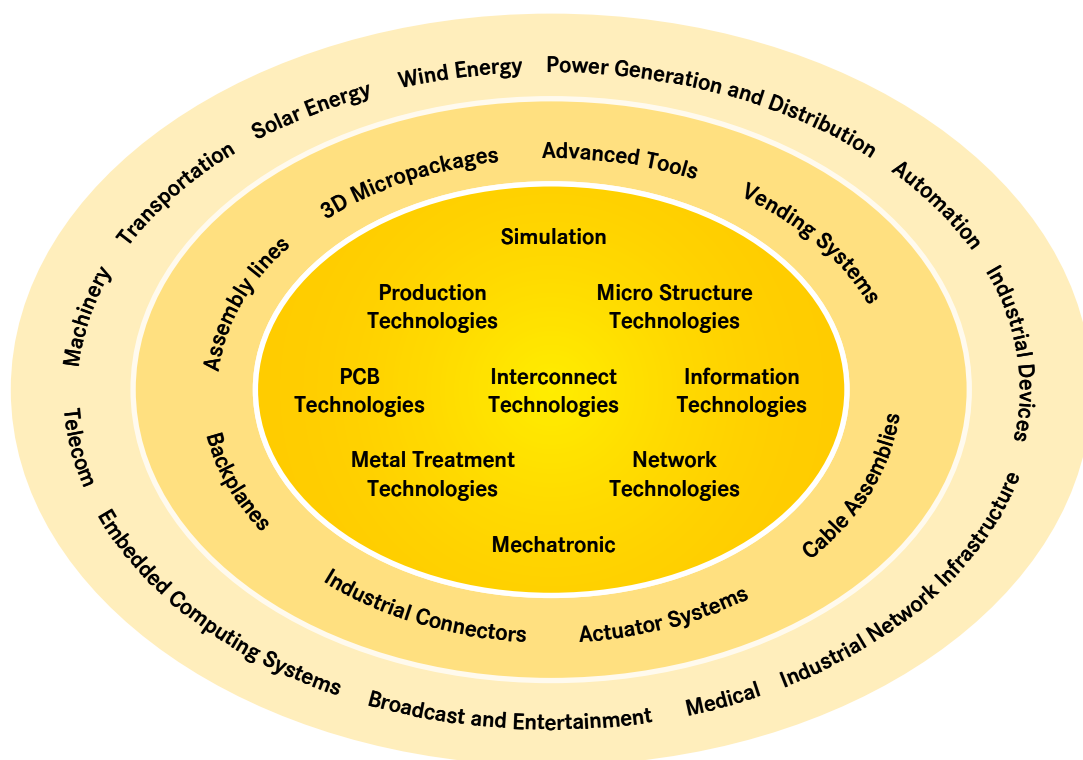 Wind Energy
Power Generation and Distribution
Solar Energy
Automation
Transportation
Industrial Devices
Machinery
Telecom
Industrial Network Infrastructure
Embedded Computing Systems
Medical
Broadcast and Entertainment
3D Micropackages
Advanced Tools
Vending Systems
Assembly lines
Backplanes
Cable Assemblies
Industrial Connectors
Actuator Systems
Simulation
Production
Technologies
Micro Structure
Technologies
PCB
Technologies
Interconnect
Technologies
Information
Technologies
Metal Treatment
Technologies
Network
Technologies
Mechatronic